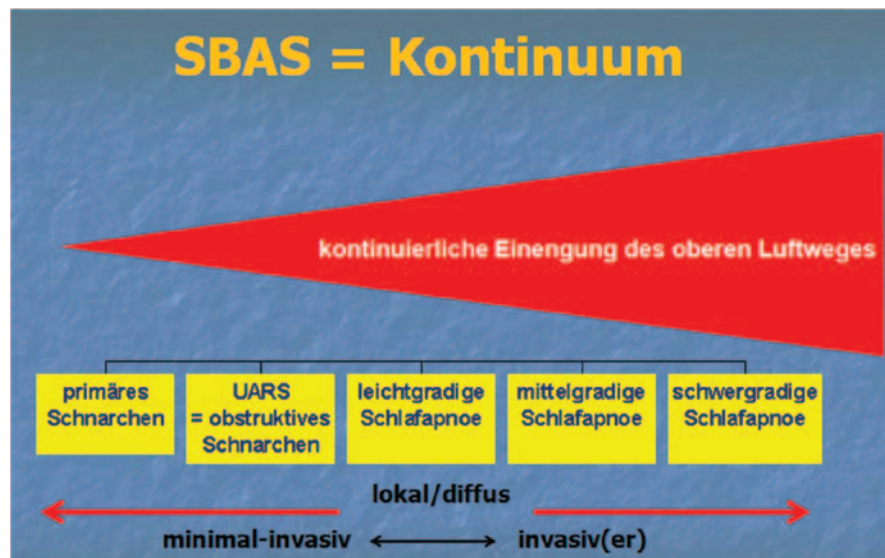 SBAS = Kontinuum
kontinuierliche Einengung des oberen Luftweges
primäres
Schnarchen
UARS
= obstruktives
Schnarchen
leichtgradige
Schlafapnoe
mittelgradige
Schlafapnoe
schwergradige
Schlafapnoe
lokal/diffus
minimal-invasiv
invasiv(er)